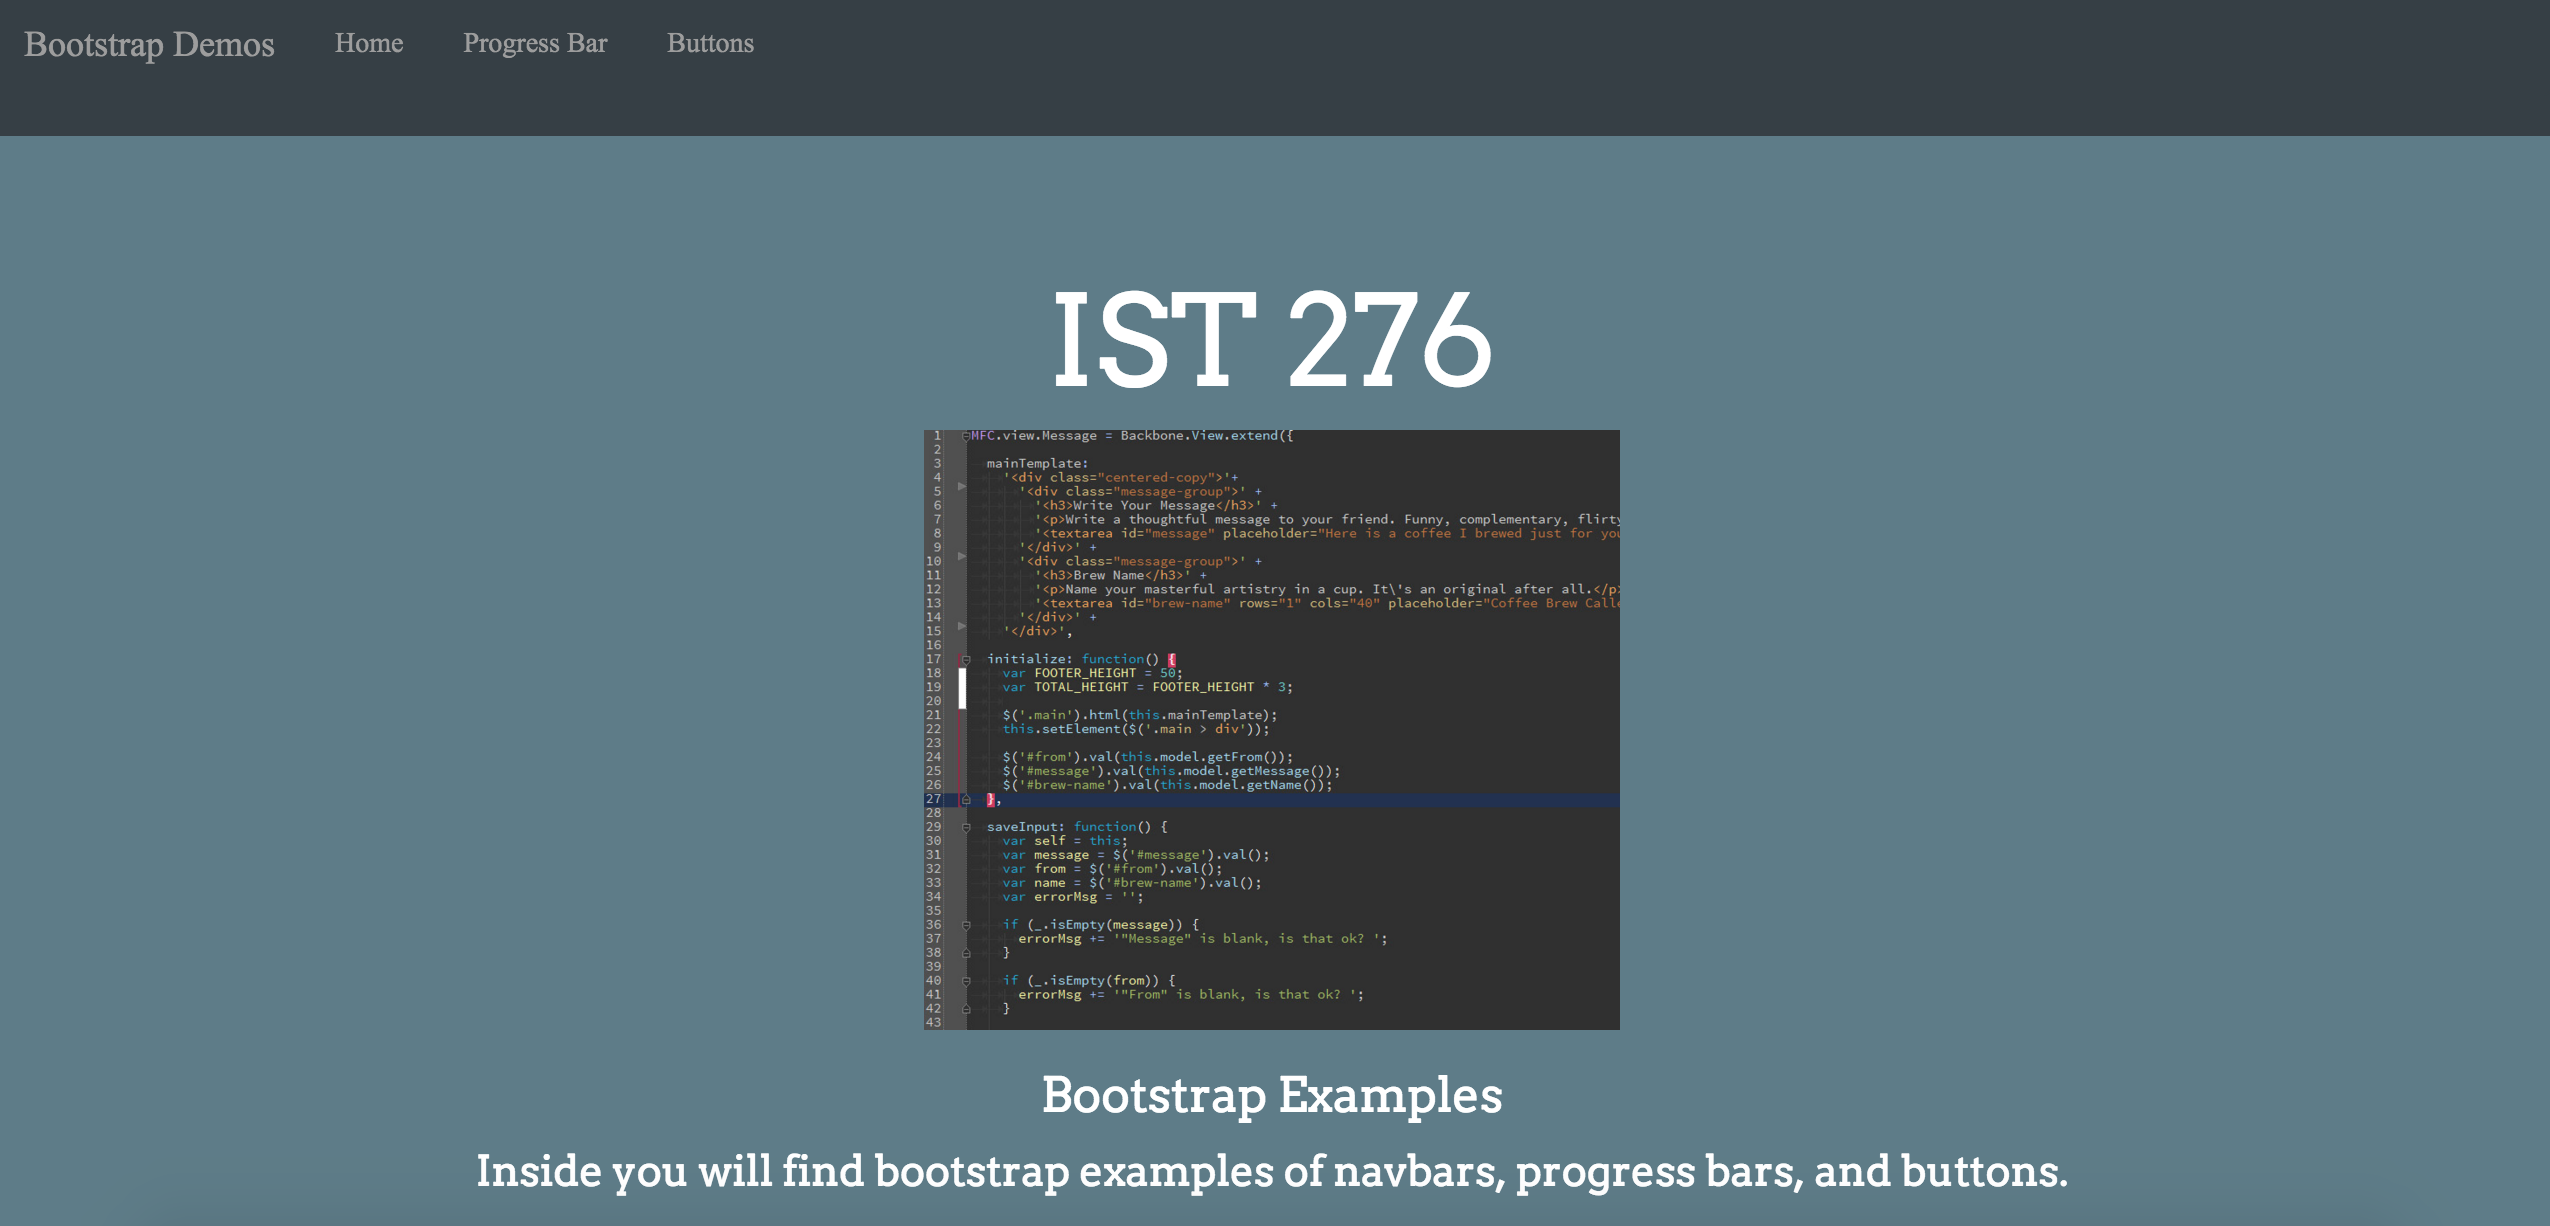 Bootstrap Demos Home Progress Bar Buttons
IST 276
1 MFC.view.Message = Backbone.View.extend({
2
3 mainTemplate:
4 '<div class="centered-copy">'+
5 '<div class="message-group">' +
6 '<h3>Write Your Message</h3>' +
7 '<p>Write a thoughtful message to your friend. Funny, complementary, flirty
8 '<textarea id="message" placeholder="Here is a coffee I brewed just for you
9 '</div>' +
10 '<div class="message-group">' +
11 '<h3>Brew Name</h3>' +
12 '<p>Name your masterful artistry in a cup. It\'s an original after all.</p>
13 '<textarea id="brew-name" rows="1" cols="40" placeholder="Coffee Brew Calle
14 '</div>' +
15 '</div>',
16
17 initialize: function() {
18 var FOOTER_HEIGHT = 50;
19 var TOTAL_HEIGHT = FOOTER_HEIGHT * 3;
20
21 $('.main').html(this.mainTemplate);
22 this.setElement($('.main > div'));
23
24 $('#from').val(this.model.getFrom());
25 $('#message').val(this.model.getMessage());
26 $('#brew-name').val(this.model.getName());
27 },
28
29 saveInput: function() {
30 var self = this;
31 var message = $('#message').val();
32 var from = $('#from').val();
33 var name = $('#brew-name').val();
34 var errorMsg = '';
35
36 if (_.isEmpty(message)) {
37 errorMsg += '"Message" is blank, is that ok? ';
38 }
39
40 if (_.isEmpty(from)) {
41 errorMsg += '"From" is blank, is that ok? ';
42 }
43
Bootstrap Examples
Inside you will find bootstrap examples of navbars, progress bars, and buttons.